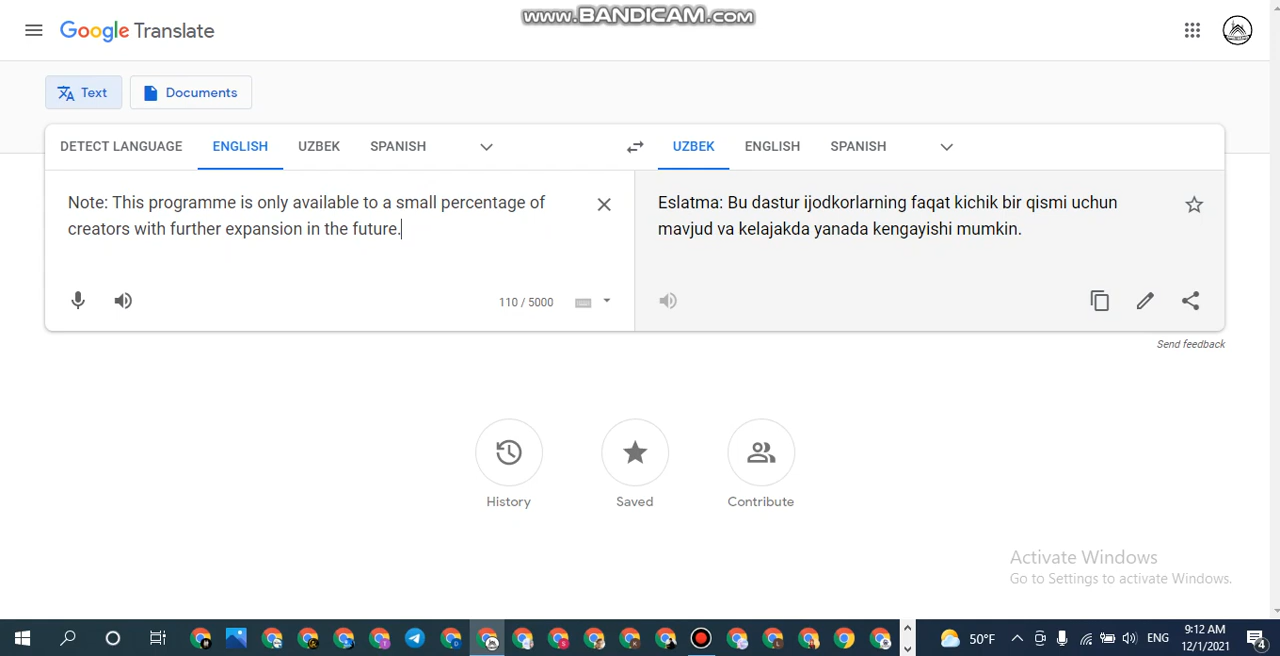 www.BANDICAM.com
Google Translate
Text
Documents
DETECT LANGUAGE
ENGLISH
UZBEK
SPANISH
UZBEK
ENGLISH
SPANISH
Note: This programme is only available to a small percentage of
creators with further expansion in the future.
Eslatma: Bu dastur ijodkorlarning faqat kichik bir qismi uchun
mavjud va kelajakda yanada kengayishi mumkin.
110 / 5000
Send feedback
History
Saved
Contribute
Activate Windows
Go to Settings to activate Windows.
50°F
ENG
9:12 AM
12/1/2021
4